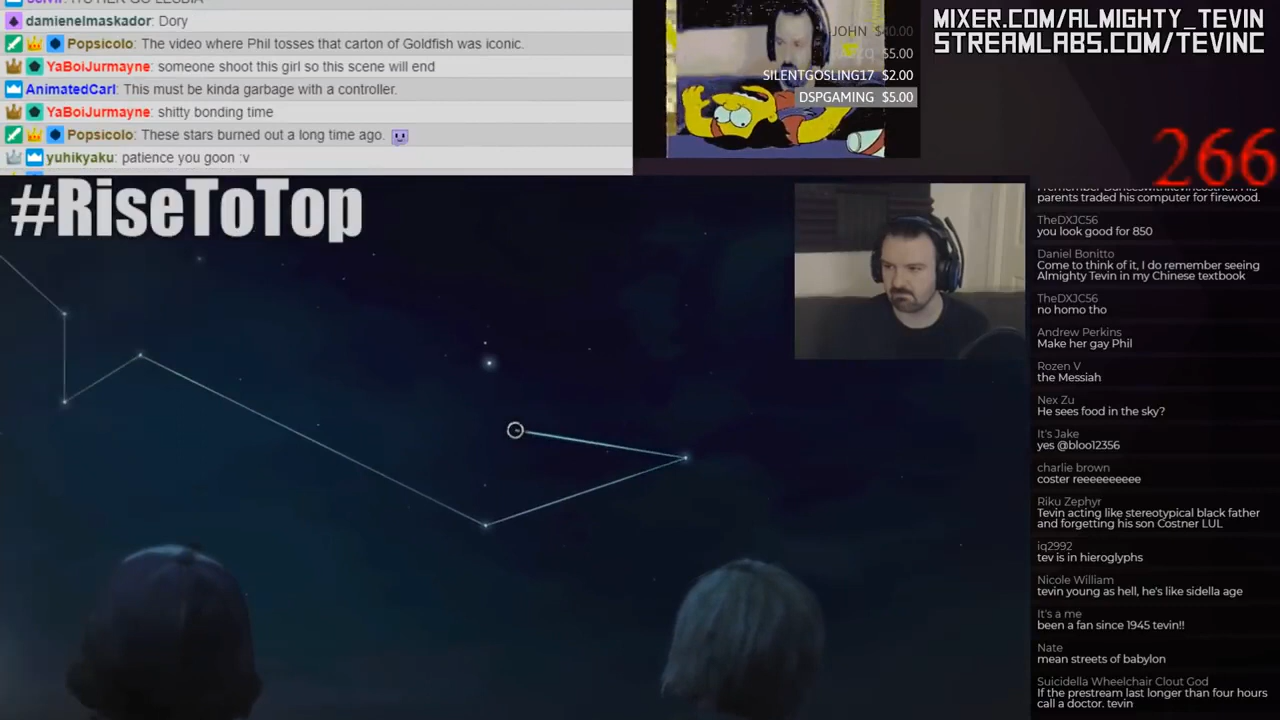 damienelmaskador: Dory
Popsicolo: The video where Phil tosses that carton of Goldfish was iconic.
YaBoiJurmayne: someone shoot this girl so this scene will end
AnimatedCarl: This must be kinda garbage with a controller.
YaBoiJurmayne: shitty bonding time
Popsicolo: These stars burned out a long time ago.
yuhikyaku: patience you goon :v
JOHN $40.00
$5.00
SILENTGOSLING17 $2.00
DSPGAMING $5.00
MIXER.COM/ALMIGHTY_TEVIN
STREAMLABS.COM/TEVINC
266
#RiseToTop
parents traded his computer for firewood.
TheDXJC56
you look good for 850
Daniel Bonitto
Come to think of it, I do remember seeing
Almighty Tevin in my Chinese textbook
TheDXJC56
no homo tho
Andrew Perkins
Make her gay Phil
Rozen V
the Messiah
Nex Zu
He sees food in the sky?
It's Jake
yes @bloo12356
charlie brown
coster reeeeeeeeee
Riku Zephyr
Tevin acting like stereotypical black father
and forgetting his son Costner LUL
iq2992
tev is in hieroglyphs
Nicole William
tevin young as hell, he's like sidella age
It's a me
been a fan since 1945 tevin!!
Nate
mean streets of babylon
Suicidella Wheelchair Clout God
If the prestream last longer than four hours
call a doctor. tevin